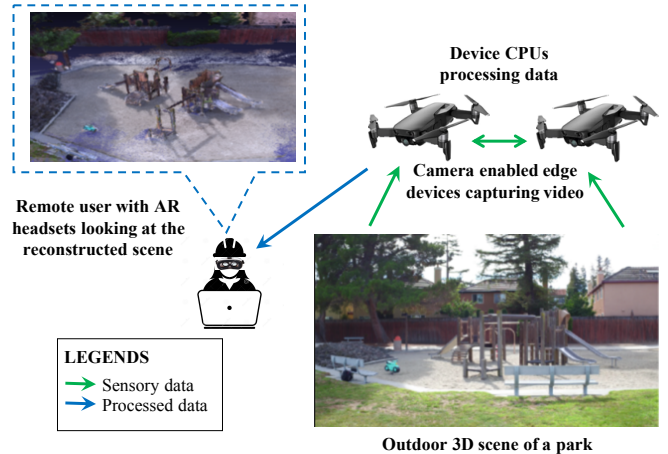 Device CPUs
processing data
Camera enabled edge
devices capturing video
Remote user with AR
headsets looking at the
reconstructed scene
LEGENDS
Sensory data
Processed data
Outdoor 3D scene of a park